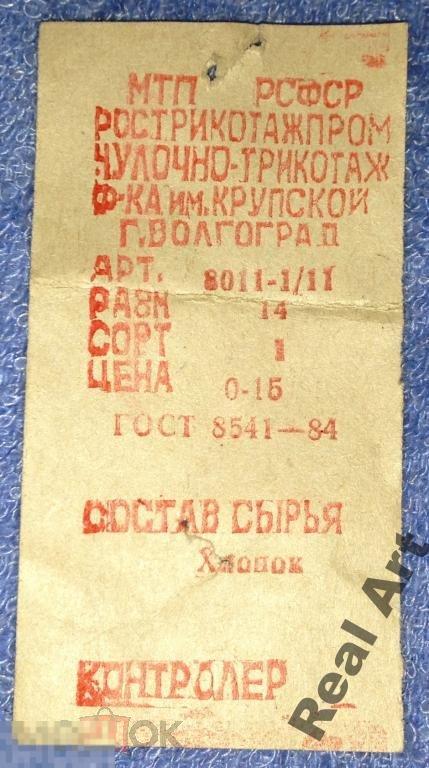 МТП РСФСР
РОСТРИКОТАЖПРОМ
ЧУЛОЧНО-ТРИКОТАЖ
Ф-КА ИМ.КРУПСКОЙ
Г.ВОЛГОГРАД
АРТ. 8011-1/11
РАЗМ 14
СОРТ 1
ЦЕНА 0-15
ГОСТ 8541—84
СОСТАВ СЫРЬЯ
Хлопок
КОНТРОЛЕР
Real Art